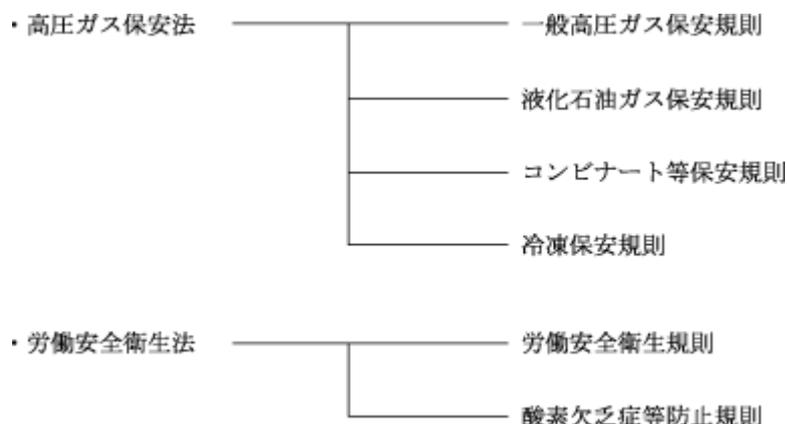 ・高圧ガス保安法 一般高圧ガス保安規則
液化石油ガス保安規則
コンビナート等保安規則
冷凍保安規則
・労働安全衛生法 労働安全衛生規則
酸素欠乏症等防止規則